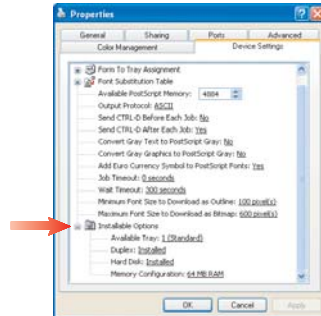 Properties
General Sharing Ports Advanced
Color Management Device Settings
Form To Tray Assignment
Font Substitution Table
Available PostScript Memory: 4884
Output Protocol: ASCII
Send CTRL-D Before Each Job: No
Send CTRL-D After Each Job: Yes
Convert Gray Text to PostScript Gray: No
Convert Gray Graphics to PostScript Gray: No
Add Euro Currency Symbol to PostScript Fonts: Yes
Job Timeout: 0 seconds
Wait Timeout: 300 seconds
Minimum Font Size to Download as Outline: 100 pixel(s)
Maximum Font Size to Download as Bitmap: 600 pixel(s)
Installable Options
Available Tray: 1 (Standard)
Duplex: Installed
Hard Disk: Installed
Memory Configuration: 64 MB RAM
OK Cancel Apply